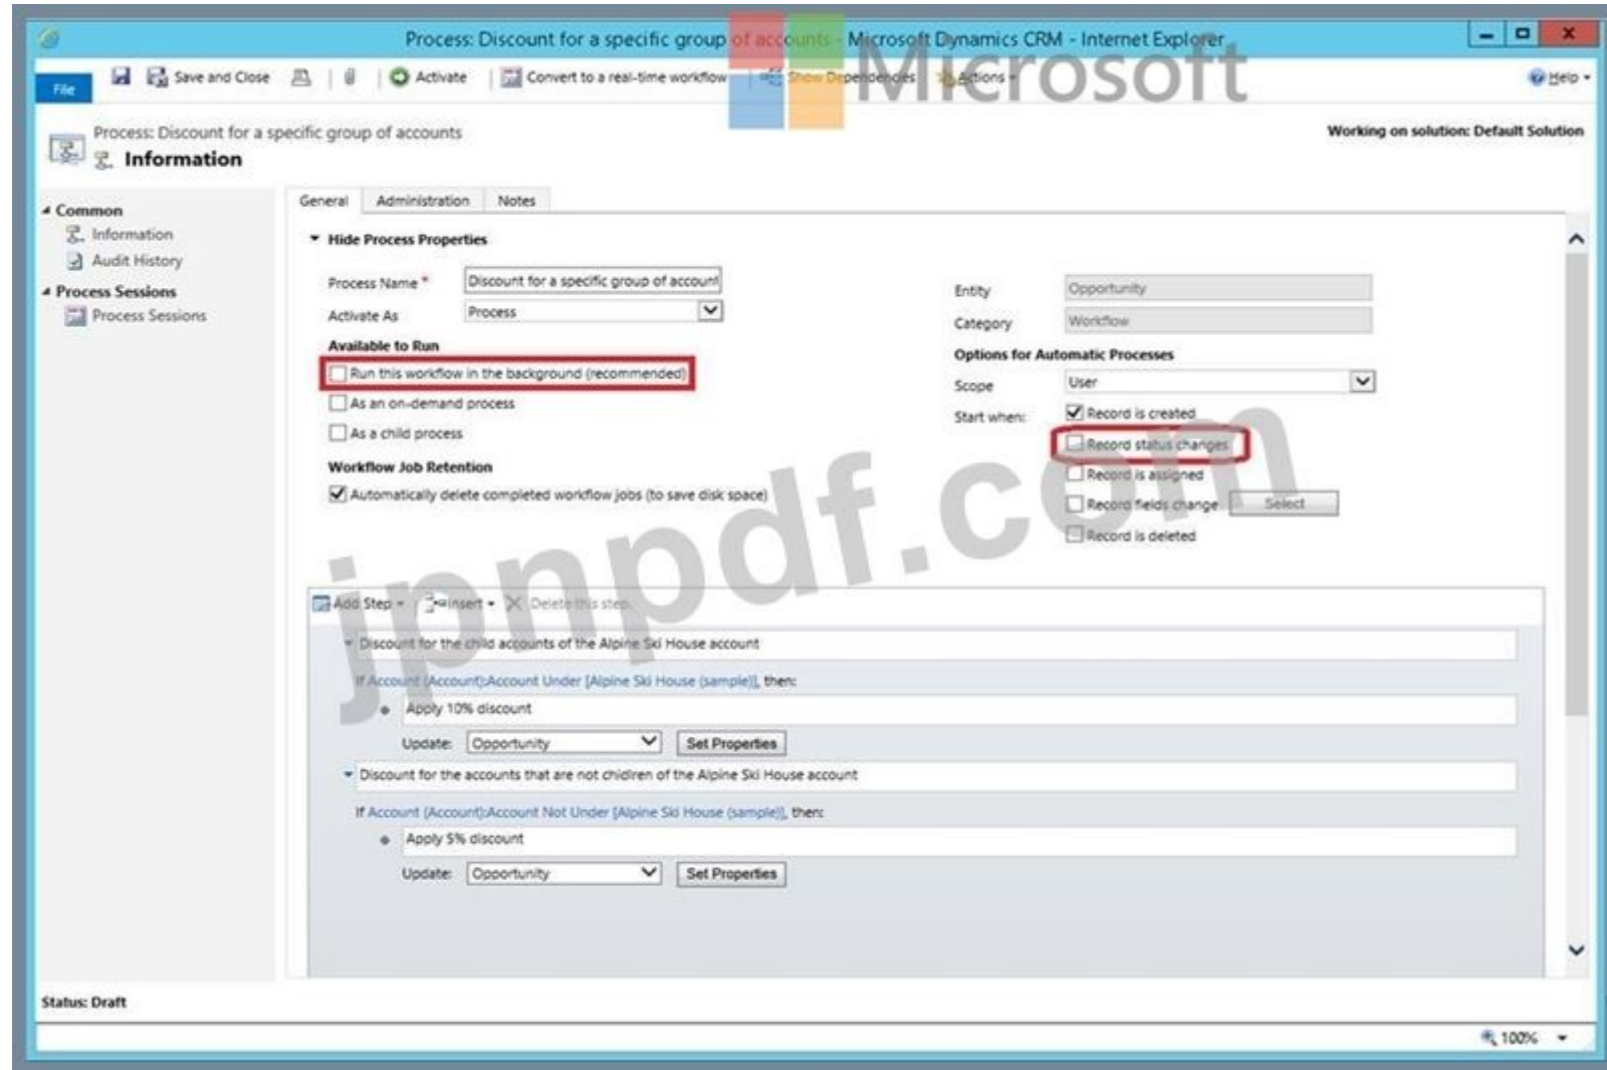 Process: Discount for a specific group of accounts - Microsoft Dynamics CRM - Internet Explorer
Microsoft
File Save and Close Activate Convert to a real-time workflow Show Dependencies Actions Help
Process: Discount for a specific group of accounts
Information
Working on solution: Default Solution
Common
Information
Audit History
Process Sessions
Process Sessions
General Administration Notes
Hide Process Properties
Process Name * Discount for a specific group of account
Activate As Process
Available to Run
Run this workflow in the background (recommended)
As an on-demand process
As a child process
Workflow Job Retention
Automatically delete completed workflow jobs (to save disk space)
Entity Opportunity
Category Workflow
Options for Automatic Processes
Scope User
Start when: Record is created
Record status changes
Record is assigned
Record fields change Select
Record is deleted
jpnpdf.com
Add Step Insert Delete this step.
Discount for the child accounts of the Alpine Ski House account
If Account (Account):Account Under [Alpine Ski House (sample)], then:
Apply 10% discount
Update: Opportunity Set Properties
Discount for the accounts that are not chidlren of the Alpine Ski House account
If Account (Account):Account Not Under [Alpine Ski House (sample)], then:
Apply 5% discount
Update: Opportunity Set Properties
Status: Draft
100%